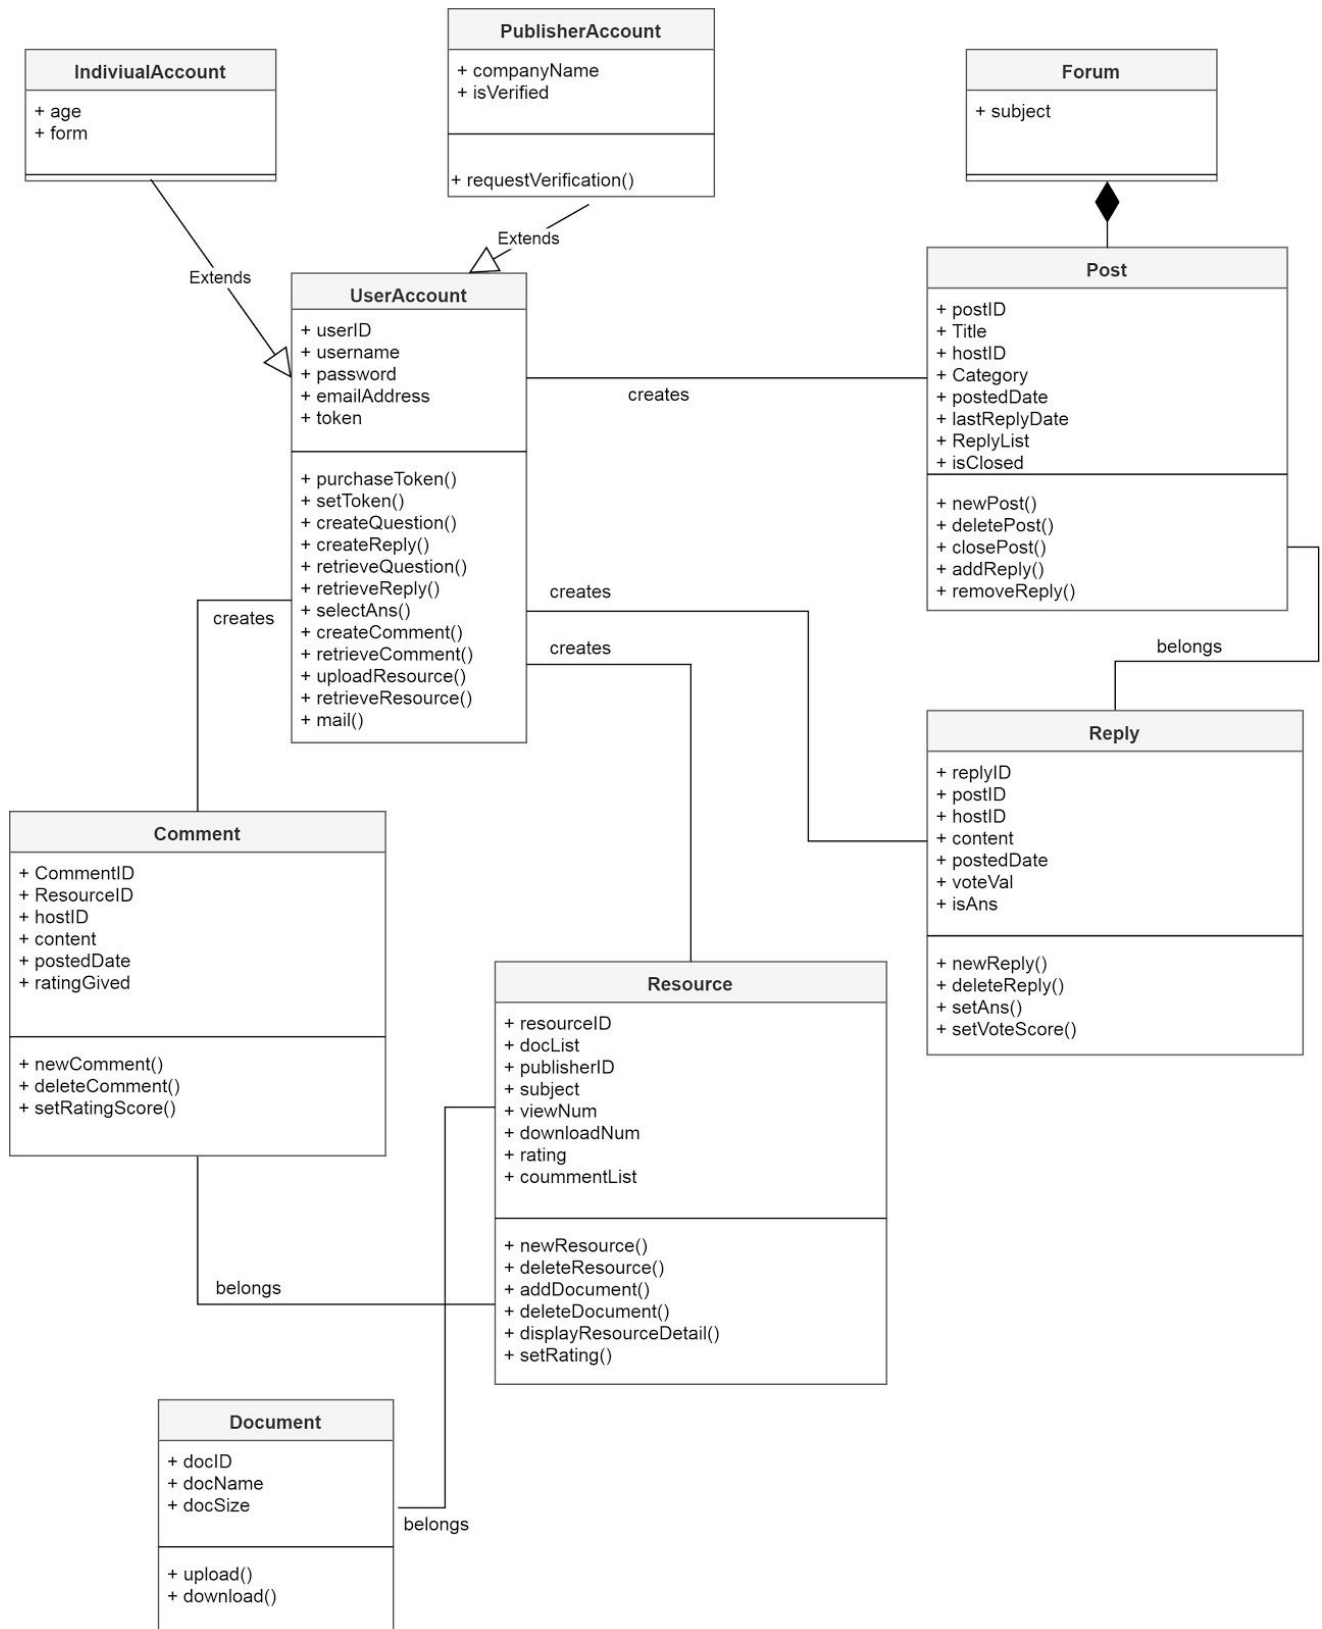 IndiviualAccount
+ age
+ form
PublisherAccount
+ companyName
+ isVerified
+ requestVerification()
Forum
+ subject
Extends
Extends
UserAccount
+ userID
+ username
+ password
+ emailAddress
+ token
+ purchaseToken()
+ setToken()
+ createQuestion()
+ createReply()
+ retrieveQuestion()
+ retrieveReply()
+ selectAns()
+ createComment()
+ retrieveComment()
+ uploadResource()
+ retrieveResource()
+ mail()
creates
Post
+ postID
+ Title
+ hostID
+ Category
+ postedDate
+ lastReplyDate
+ ReplyList
+ isClosed
+ newPost()
+ deletePost()
+ closePost()
+ addReply()
+ removeReply()
creates
creates
creates
belongs
Reply
+ replyID
+ postID
+ hostID
+ content
+ postedDate
+ voteVal
+ isAns
+ newReply()
+ deleteReply()
+ setAns()
+ setVoteScore()
Comment
+ CommentID
+ ResourceID
+ hostID
+ content
+ postedDate
+ ratingGived
+ newComment()
+ deleteComment()
+ setRatingScore()
Resource
+ resourceID
+ docList
+ publisherID
+ subject
+ viewNum
+ downloadNum
+ rating
+ coummentList
+ newResource()
+ deleteResource()
+ addDocument()
+ deleteDocument()
+ displayResourceDetail()
+ setRating()
belongs
Document
+ docID
+ docName
+ docSize
+ upload()
+ download()
belongs